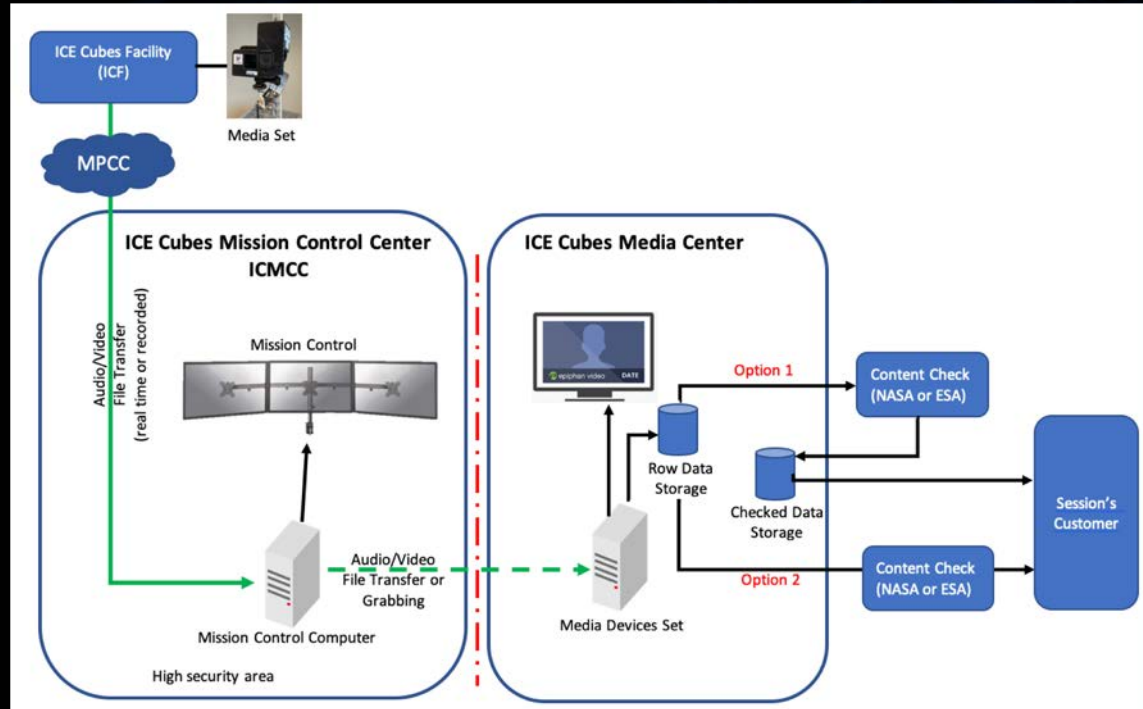 ICE Cubes Facility
(ICF)
Media Set
MPCC
ICE Cubes Mission Control Center
ICMCC
ICE Cubes Media Center
Audio/Video
File Transfer
(real time or recorded)
Mission Control
epiphan video DATE
Option 1
Content Check
(NASA or ESA)
Row Data
Storage
Checked Data
Storage
Session's
Customer
Audio/Video
File Transfer or
Grabbing
Option 2
Content Check
(NASA or ESA)
Media Devices Set
Mission Control Computer
High security area